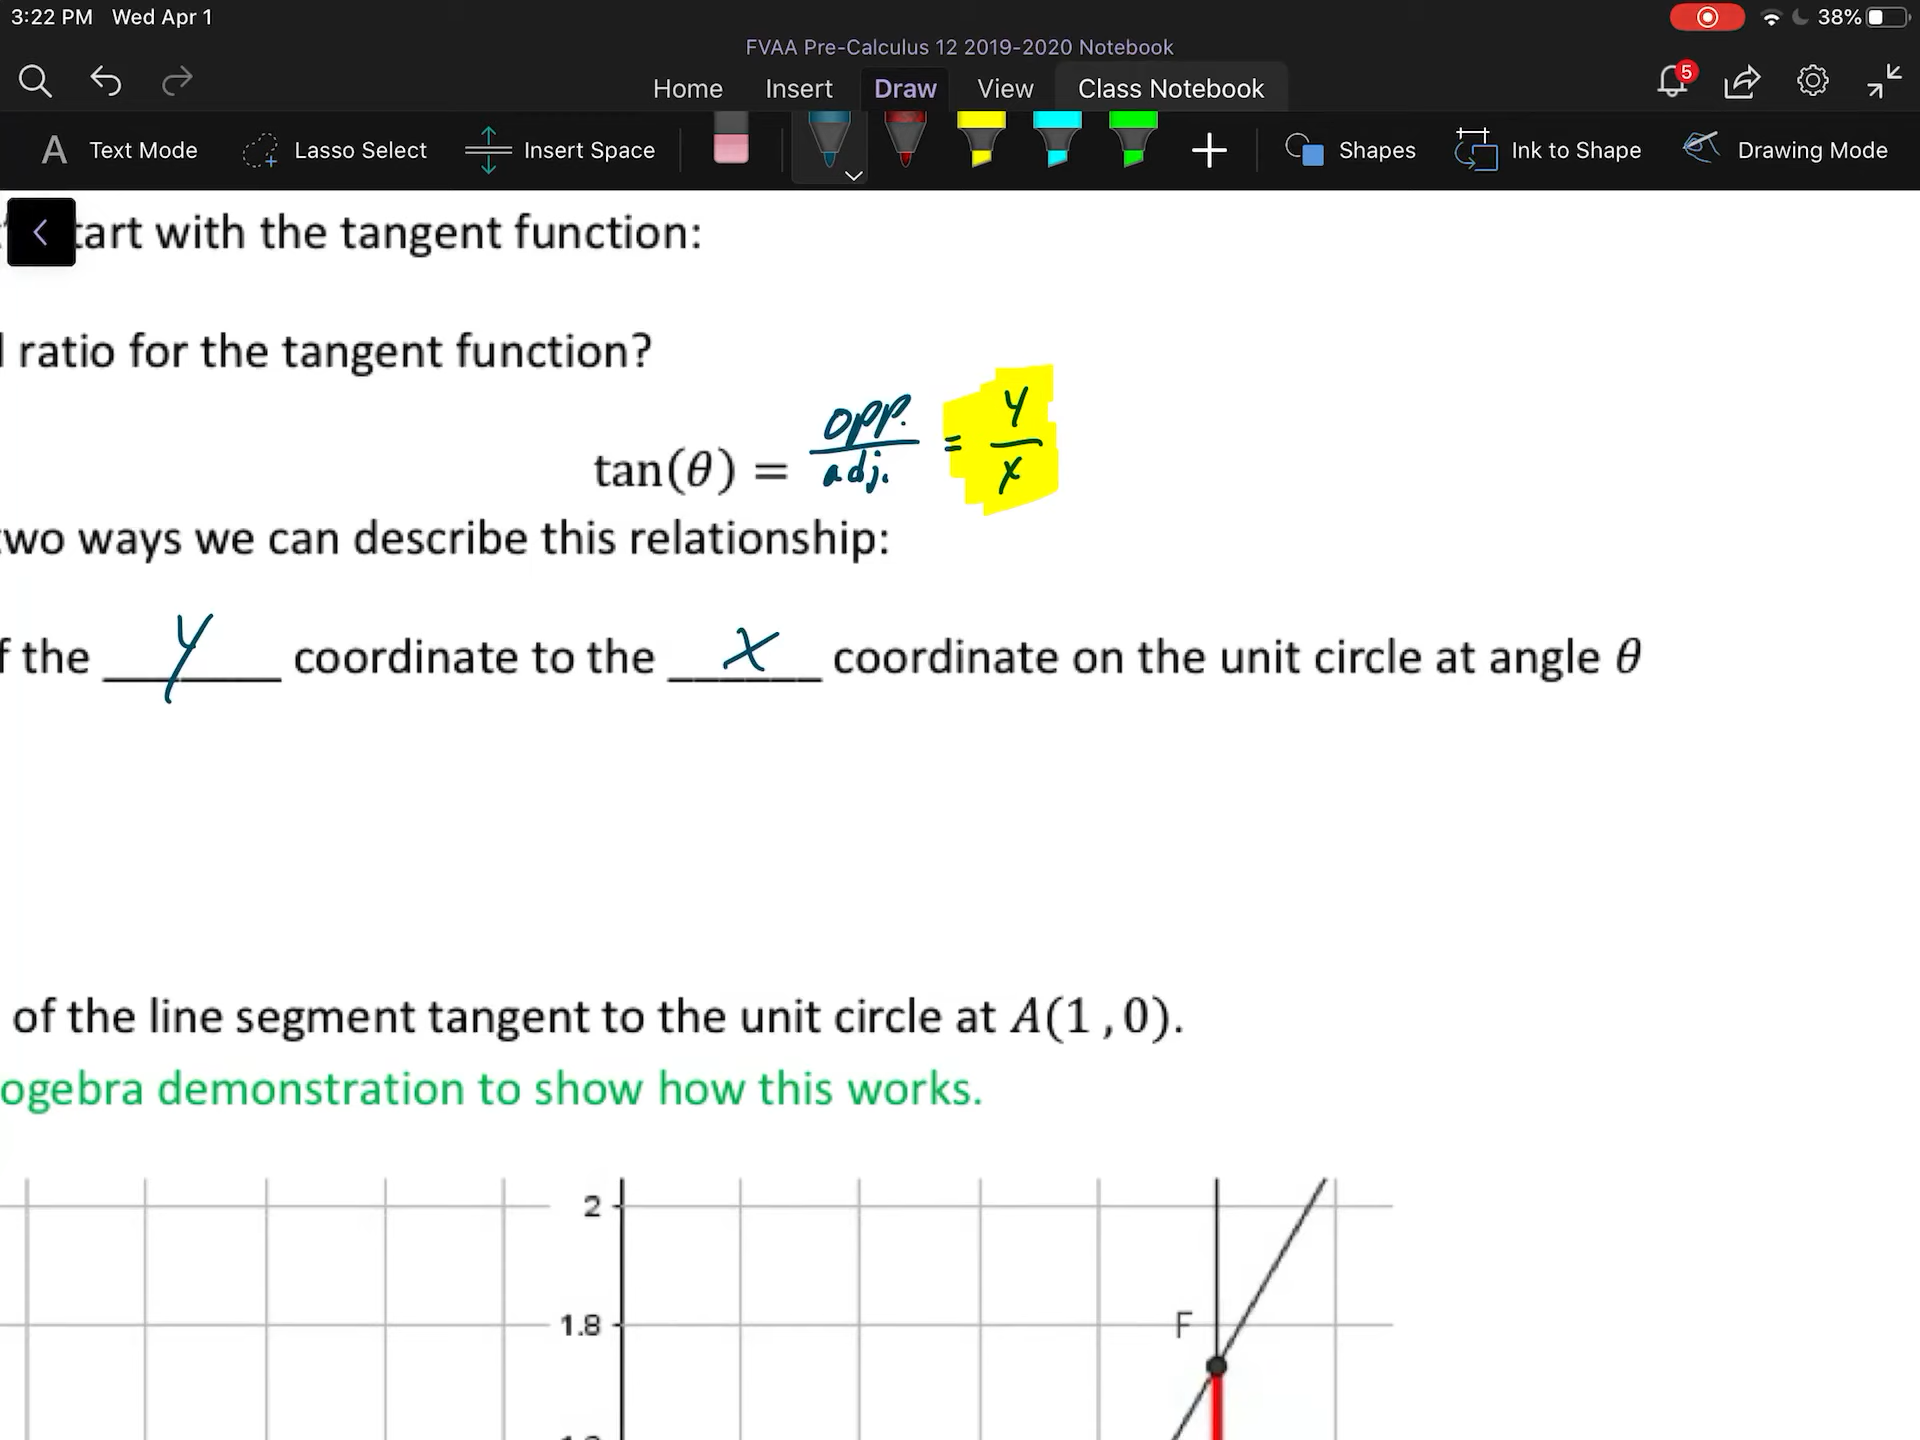 3:22 PM Wed Apr 1
38%
FVAA Pre-Calculus 12 2019-2020 Notebook
Home Insert Draw View Class Notebook
5
A Text Mode Lasso Select Insert Space Shapes Ink to Shape Drawing Mode
tart with the tangent function:
ratio for the tangent function?
tan(θ) = opp. / adj. = y / x
two ways we can describe this relationship:
f the y coordinate to the x coordinate on the unit circle at angle θ
of the line segment tangent to the unit circle at A(1 , 0).
ogebra demonstration to show how this works.
2
1.8
F